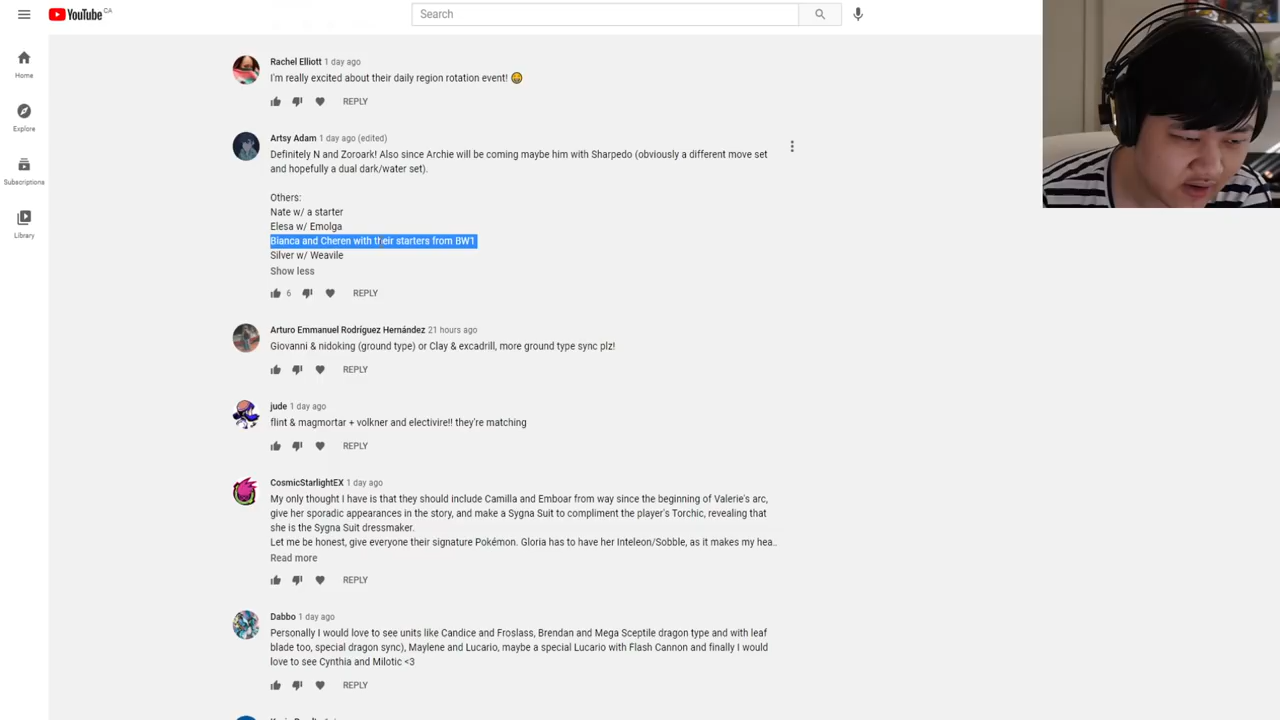 YouTube CA
Search
Home
Explore
Subscriptions
Library
Rachel Elliott 1 day ago
I'm really excited about their daily region rotation event! 😀
REPLY
Artsy Adam 1 day ago (edited)
Definitely N and Zoroark! Also since Archie will be coming maybe him with Sharpedo (obviously a different move set
and hopefully a dual dark/water set).
Others:
Nate w/ a starter
Elesa w/ Emolga
Bianca and Cheren with their starters from BW1
Silver w/ Weavile
Show less
6 REPLY
Arturo Emmanuel Rodríguez Hernández 21 hours ago
Giovanni & nidoking (ground type) or Clay & excadrill, more ground type sync plz!
REPLY
jude 1 day ago
flint & magmortar + volkner and electivire!! they're matching
REPLY
CosmicStarlightEX 1 day ago
My only thought I have is that they should include Camilla and Emboar from way since the beginning of Valerie's arc,
give her sporadic appearances in the story, and make a Sygna Suit to compliment the player's Torchic, revealing that
she is the Sygna Suit dressmaker.
Let me be honest, give everyone their signature Pokémon. Gloria has to have her Inteleon/Sobble, as it makes my hea..
Read more
REPLY
Dabbo 1 day ago
Personally I would love to see units like Candice and Froslass, Brendan and Mega Sceptile dragon type and with leaf
blade too, special dragon sync), Maylene and Lucario, maybe a special Lucario with Flash Cannon and finally I would
love to see Cynthia and Milotic <3
REPLY